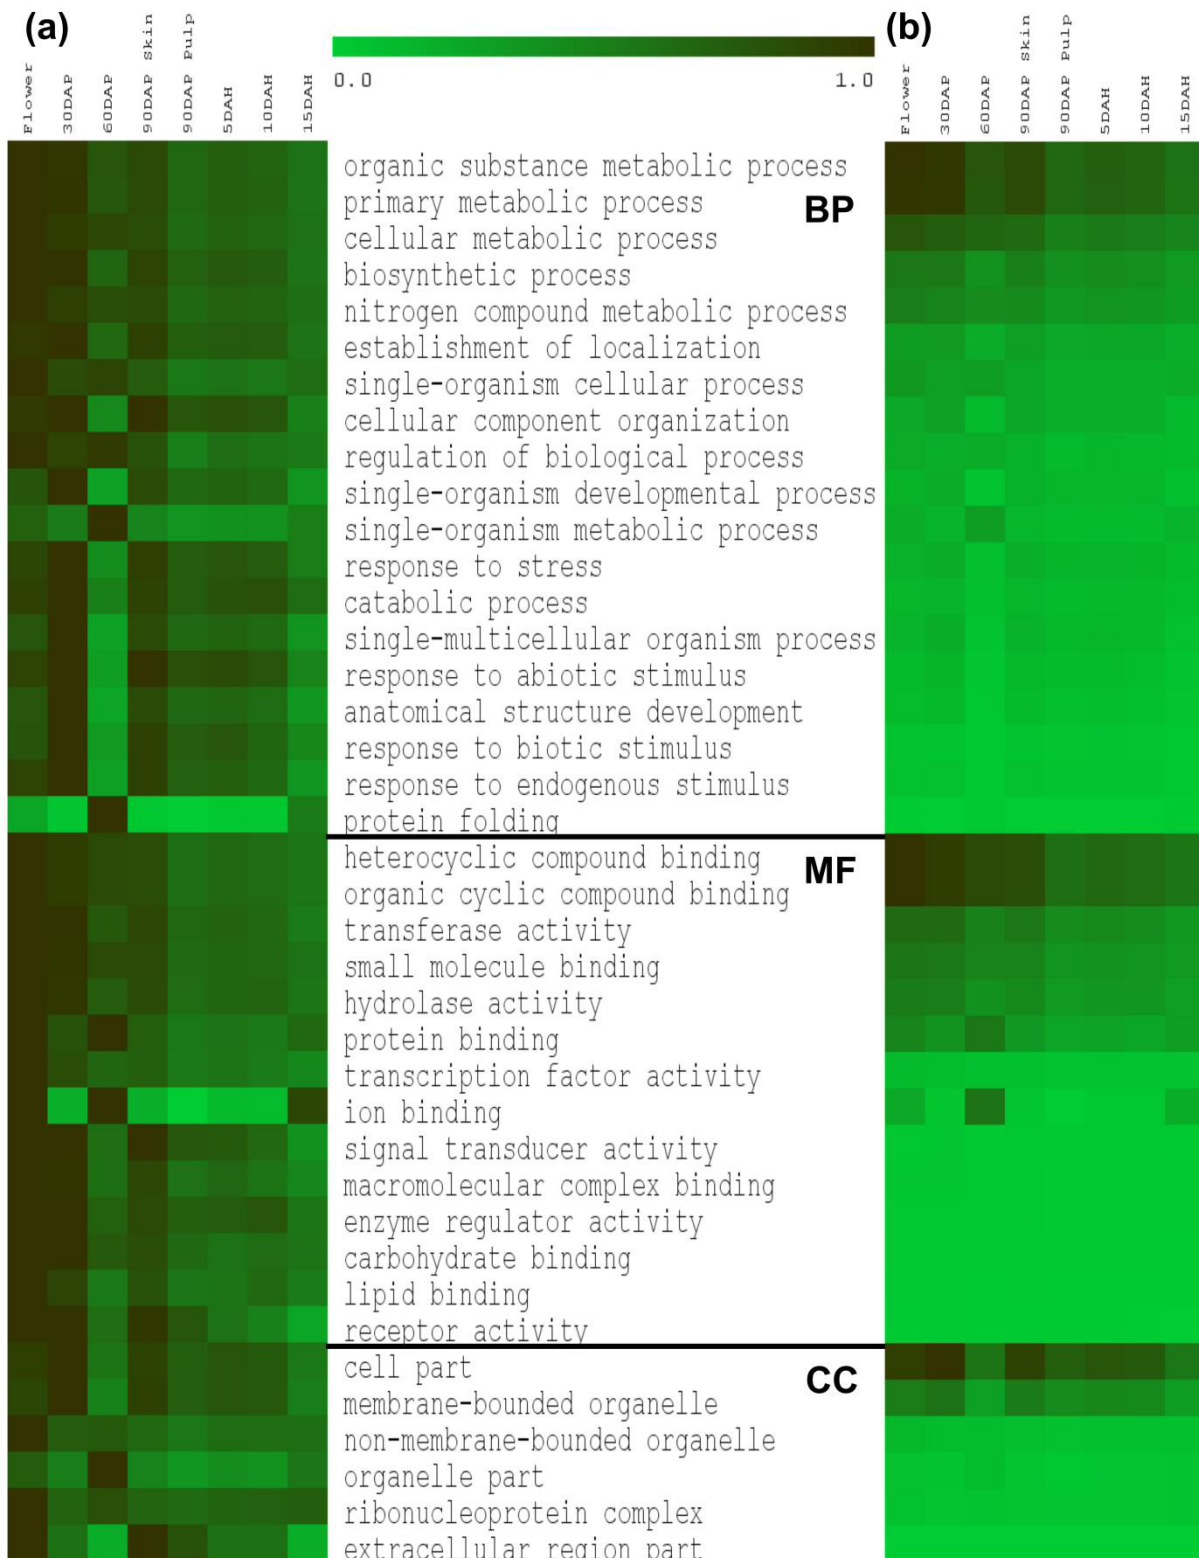 (a)
Flower
30DAP
60DAP
90DAP Skin
90DAP Pulp
5DAH
10DAH
15DAH
0.0
1.0
(b)
Flower
30DAP
60DAP
90DAP Skin
90DAP Pulp
5DAH
10DAH
15DAH
organic substance metabolic process
primary metabolic process
BP
cellular metabolic process
biosynthetic process
nitrogen compound metabolic process
establishment of localization
single-organism cellular process
cellular component organization
regulation of biological process
single-organism developmental process
single-organism metabolic process
response to stress
catabolic process
single-multicellular organism process
response to abiotic stimulus
anatomical structure development
response to biotic stimulus
response to endogenous stimulus
protein folding
heterocyclic compound binding
MF
organic cyclic compound binding
transferase activity
small molecule binding
hydrolase activity
protein binding
transcription factor activity
ion binding
signal transducer activity
macromolecular complex binding
enzyme regulator activity
carbohydrate binding
lipid binding
receptor activity
cell part
CC
membrane-bounded organelle
non-membrane-bounded organelle
organelle part
ribonucleoprotein complex
extracellular region part